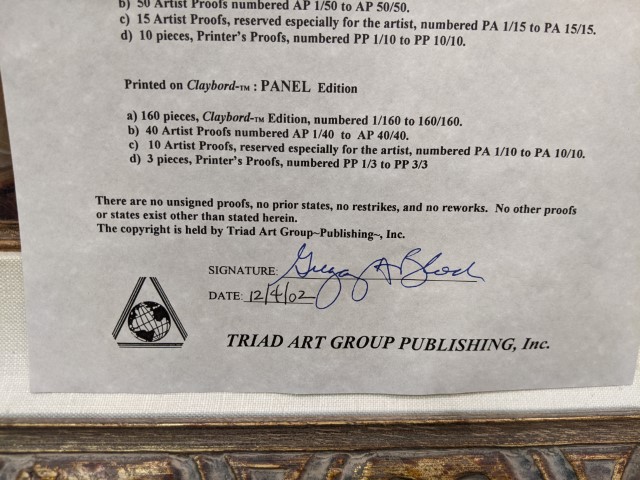 b) 50 Artist Proofs numbered AP 1/50 to AP 50/50.
c) 15 Artist Proofs, reserved especially for the artist, numbered PA 1/15 to PA 15/15.
d) 10 pieces, Printer's Proofs, numbered PP 1/10 to PP 10/10.
Printed on Claybord-TM : PANEL Edition
a) 160 pieces, Claybord-TM Edition, numbered 1/160 to 160/160.
b) 40 Artist Proofs numbered AP 1/40 to AP 40/40.
c) 10 Artist Proofs, reserved especially for the artist, numbered PA 1/10 to PA 10/10.
d) 3 pieces, Printer's Proofs, numbered PP 1/3 to PP 3/3
There are no unsigned proofs, no prior states, no restrikes, and no reworks. No other proofs
or states exist other than stated herein.
The copyright is held by Triad Art Group~Publishing~, Inc.
SIGNATURE:
DATE: 12/4/02
TRIAD ART GROUP PUBLISHING, Inc.